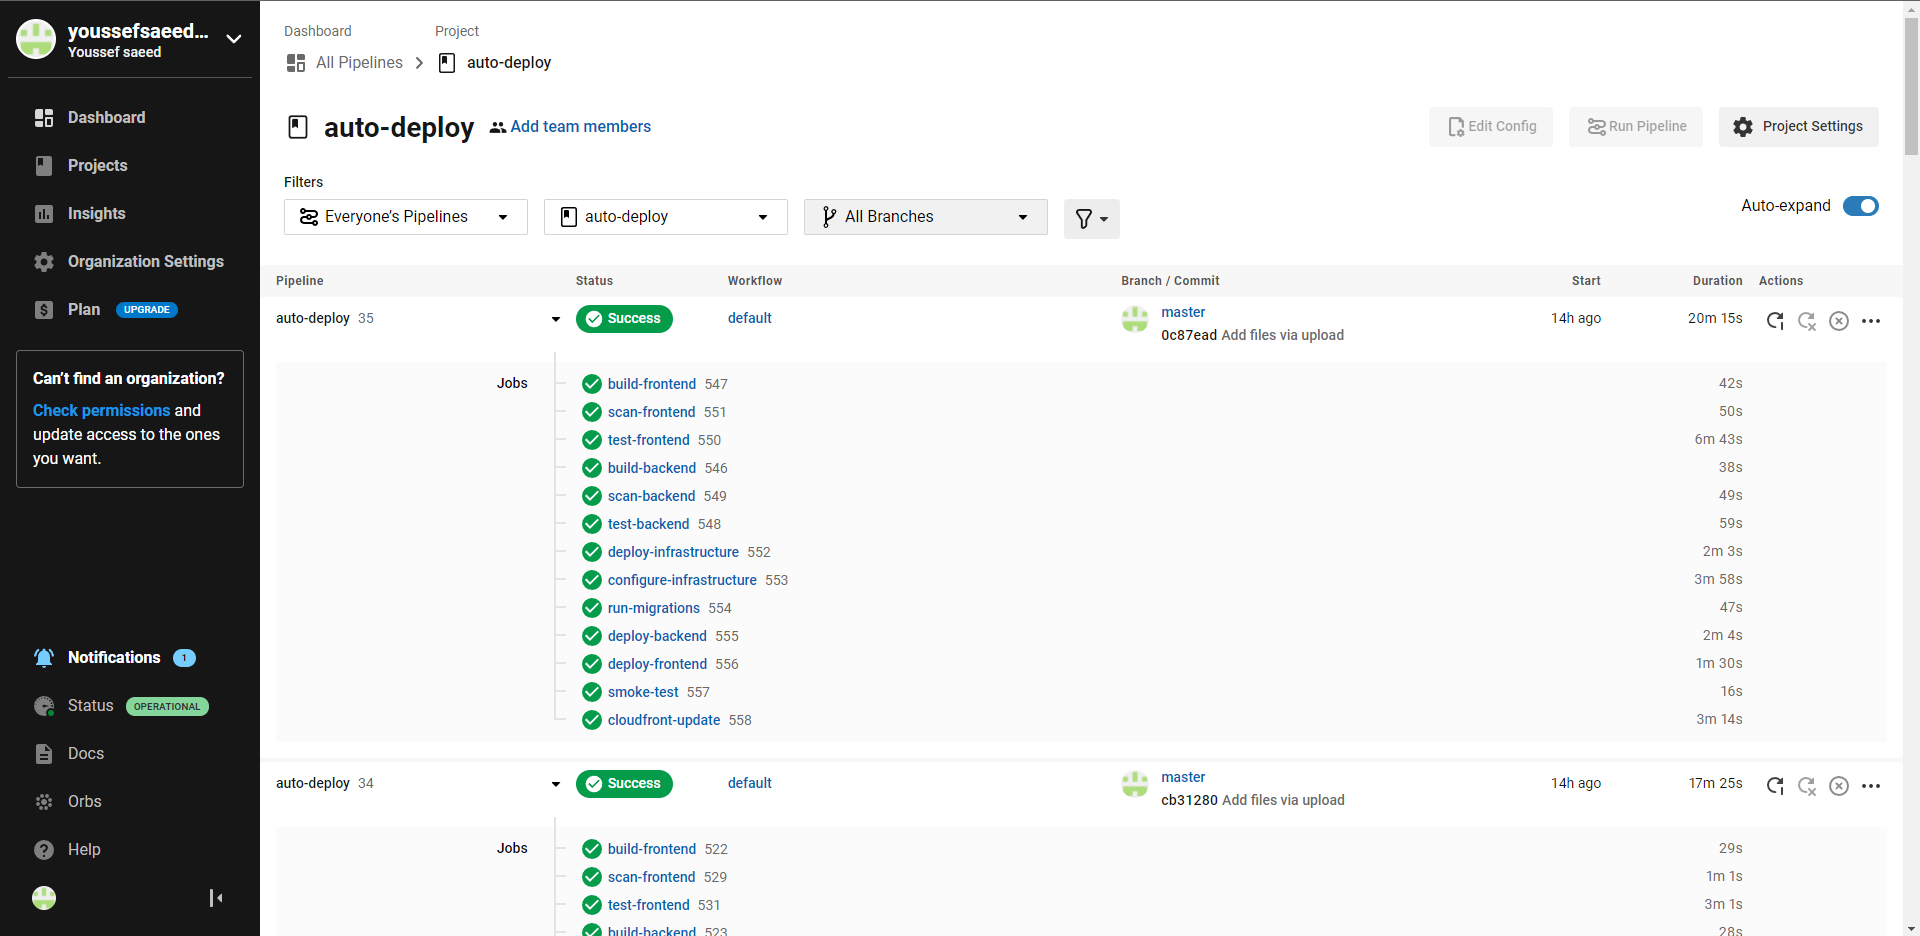 youssefsaeed...
Youssef saeed
Dashboard
Projects
Insights
Organization Settings
Plan UPGRADE
Can't find an organization?
Check permissions and
update access to the ones
you want.
Notifications 1
Status OPERATIONAL
Docs
Orbs
Help
Dashboard Project
All Pipelines auto-deploy
auto-deploy Add team members
Edit Config Run Pipeline Project Settings
Filters
Everyone's Pipelines auto-deploy All Branches
Auto-expand
Pipeline Status Workflow Branch / Commit Start Duration Actions
auto-deploy 35 Success default master 14h ago 20m 15s
0c87ead Add files via upload
Jobs build-frontend 547 42s
scan-frontend 551 50s
test-frontend 550 6m 43s
build-backend 546 38s
scan-backend 549 49s
test-backend 548 59s
deploy-infrastructure 552 2m 3s
configure-infrastructure 553 3m 58s
run-migrations 554 47s
deploy-backend 555 2m 4s
deploy-frontend 556 1m 30s
smoke-test 557 16s
cloudfront-update 558 3m 14s
auto-deploy 34 Success default master 14h ago 17m 25s
cb31280 Add files via upload
Jobs build-frontend 522 29s
scan-frontend 529 1m 1s
test-frontend 531 3m 1s
build-backend 523 28s